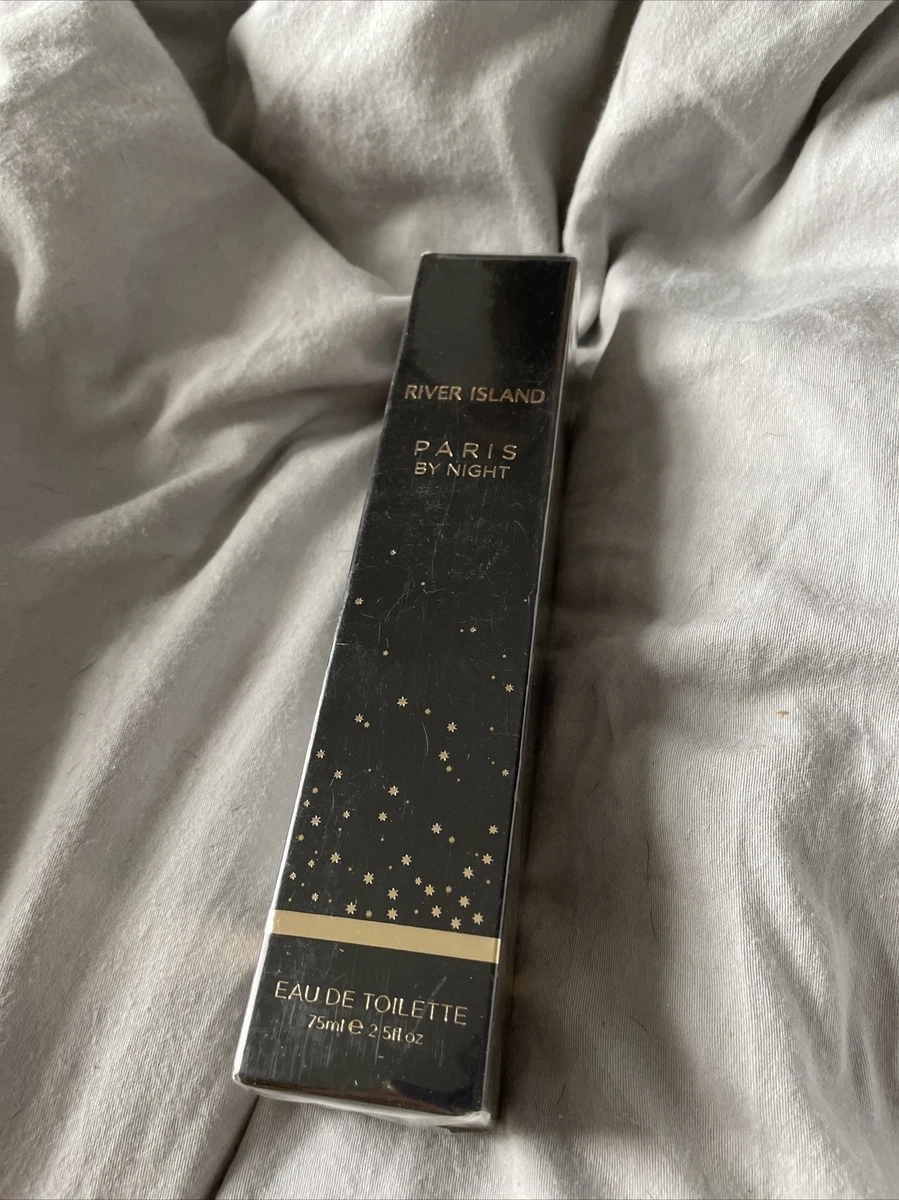 RIVER ISLAND
PARIS
BY NIGHT
EAU DE TOILETTE
75ml e 2.5fl.oz